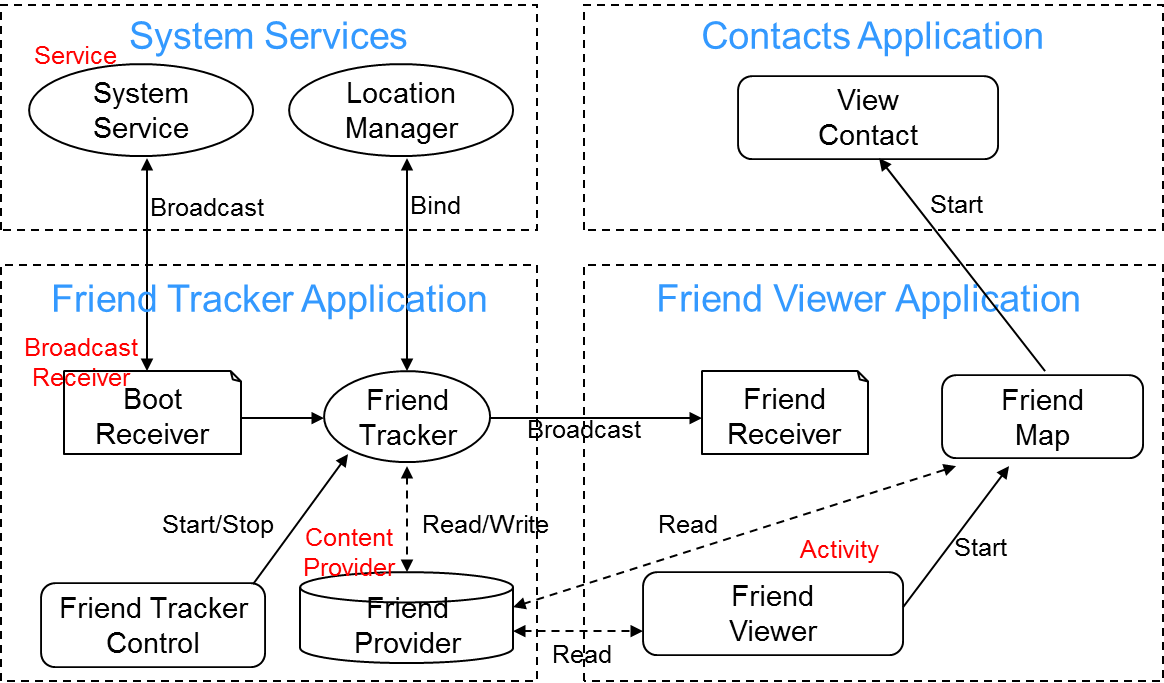 System Services
Service
System
Service
Location
Manager
Broadcast
Bind
Contacts Application
View
Contact
Start
Friend Tracker Application
Broadcast
Receiver
Boot
Receiver
Friend
Tracker
Broadcast
Start/Stop
Read/Write
Content
Provider
Friend Tracker
Control
Friend
Provider
Friend Viewer Application
Friend
Receiver
Friend
Map
Read
Activity
Start
Friend
Viewer
Read